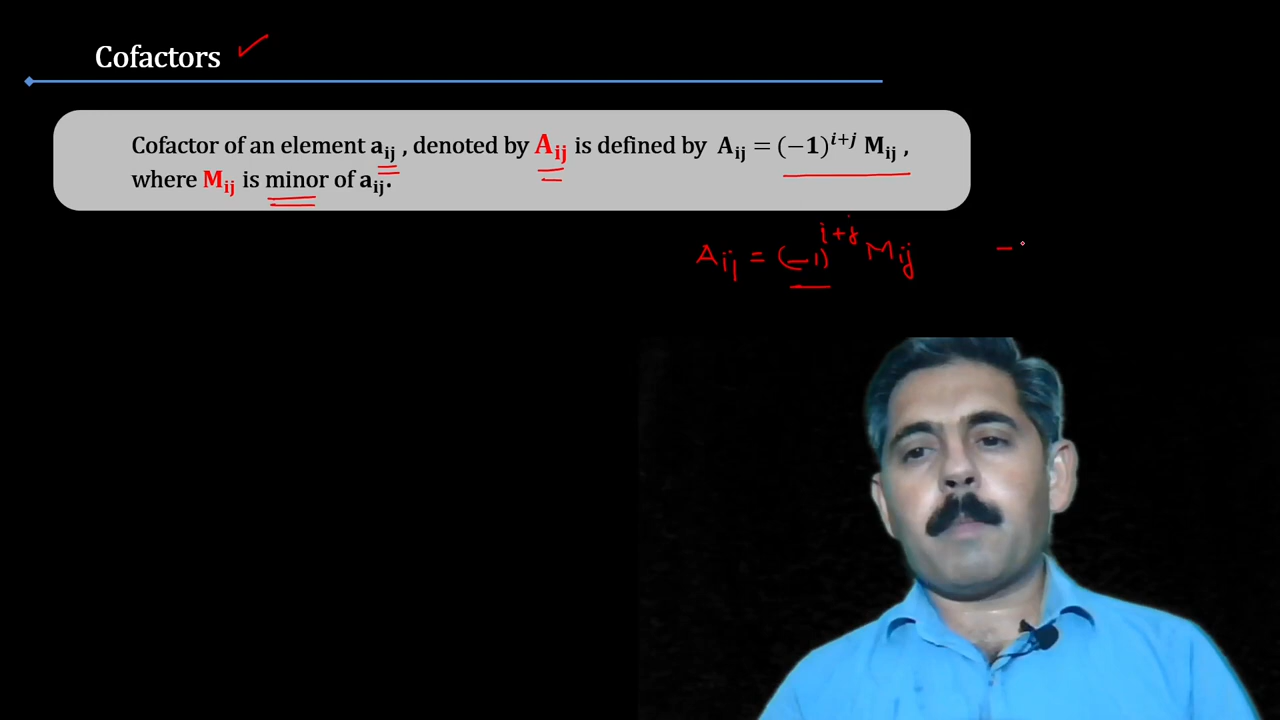 Cofactors
Cofactor of an element aᵢⱼ , denoted by Aᵢⱼ is defined by Aᵢⱼ = (−1)ⁱ⁺ʲ Mᵢⱼ ,
where Mᵢⱼ is minor of aᵢⱼ.
Aᵢⱼ = (−1)ⁱ⁺ʲ Mᵢⱼ −